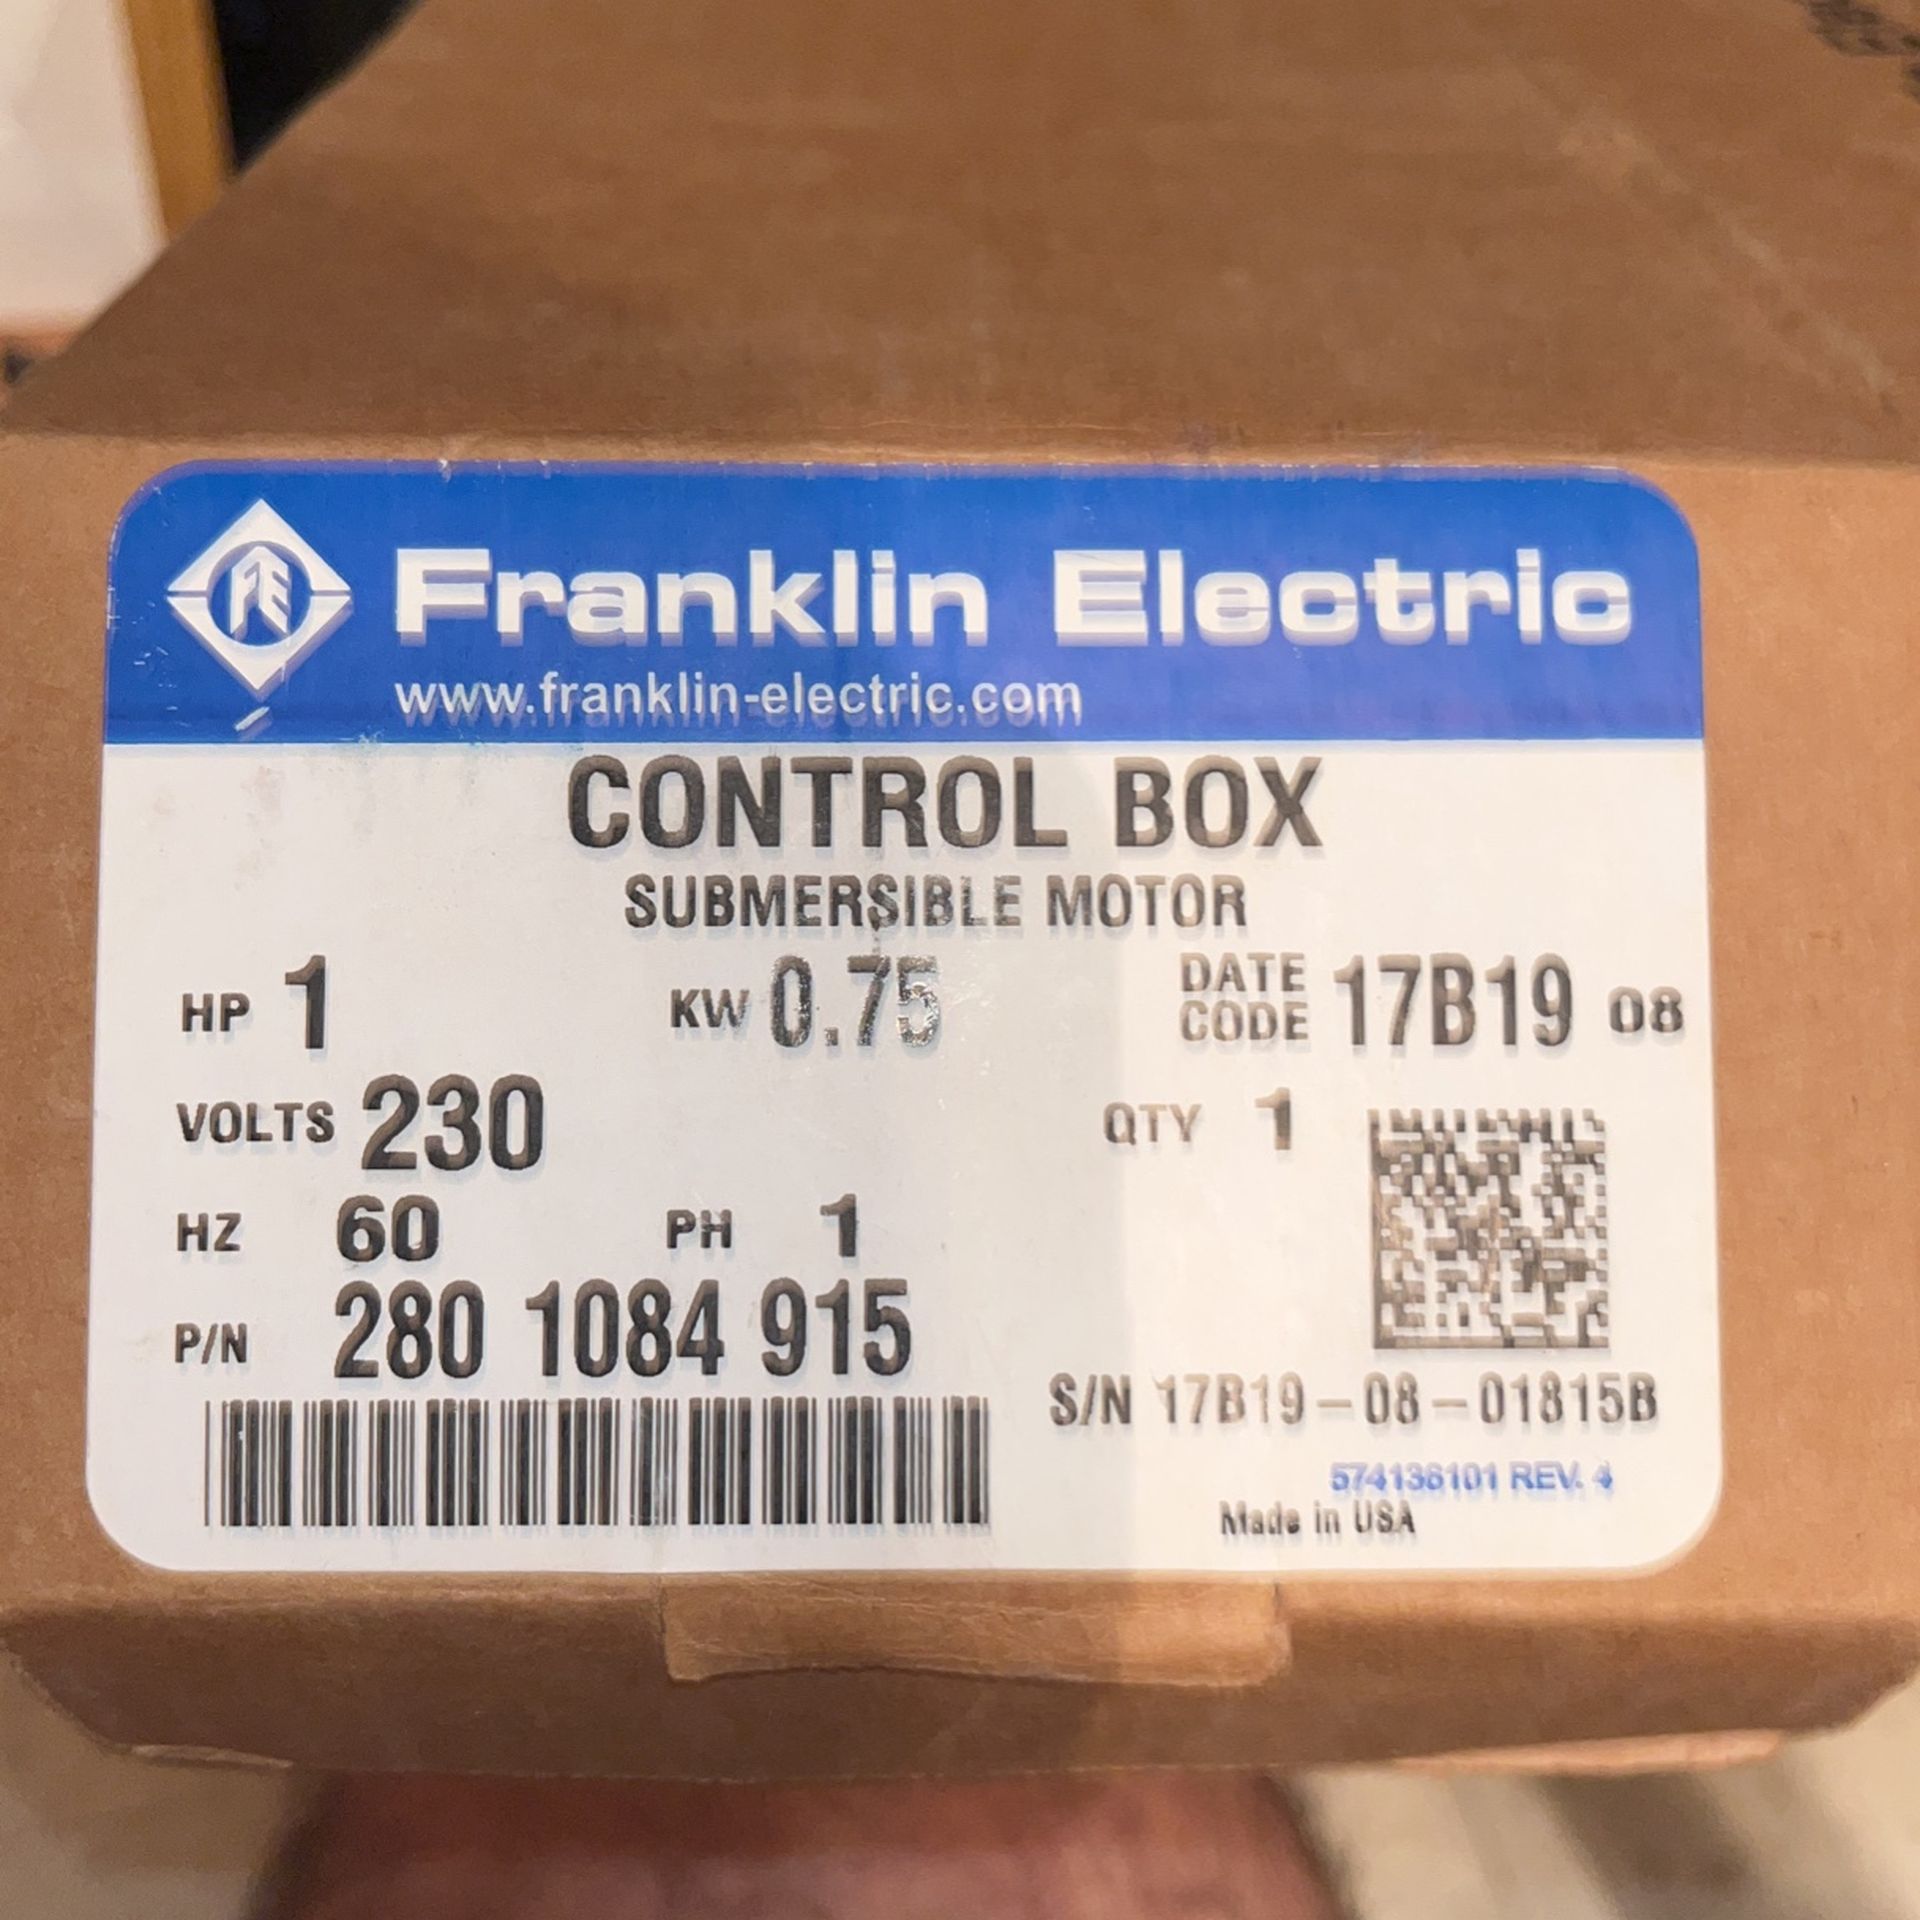 FE
Franklin Electric
www.franklin-electric.com
CONTROL BOX
SUBMERSIBLE MOTOR
HP 1 KW 0.75 DATE CODE 17B19 08
VOLTS 230 QTY 1
HZ 60 PH 1
P/N 280 1084 915
S/N 17B19-08-01815B
574136101 REV. 4
Made in USA